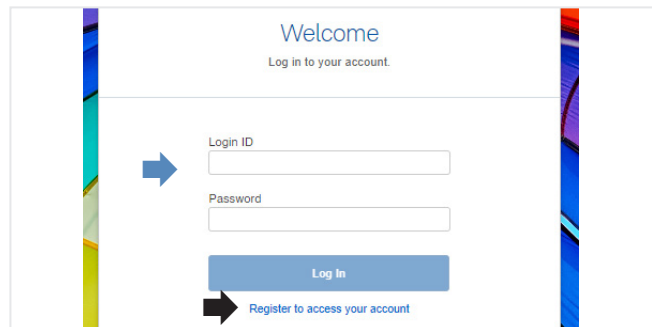 Welcome
Log in to your account.
Login ID
Password
Log In
Register to access your account